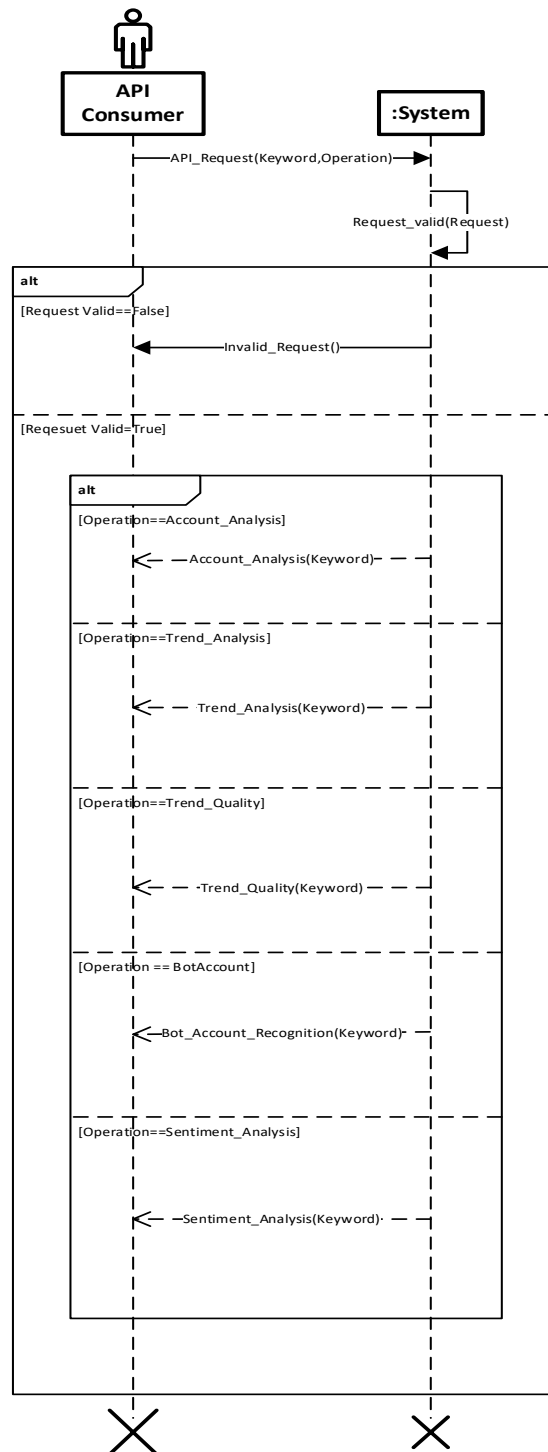 API
Consumer
:System
API_Request(Keyword,Operation)
Request_valid(Request)
alt
[Request Valid==False]
Invalid_Request()
[Reqesuet Valid=True]
alt
[Operation==Account_Analysis]
Account_Analysis(Keyword)
[Operation==Trend_Analysis]
Trend_Analysis(Keyword)
[Operation==Trend_Quality]
Trend_Quality(Keyword)
[Operation == BotAccount]
Bot_Account_Recognition(Keyword)
[Operation==Sentiment_Analysis]
Sentiment_Analysis(Keyword)